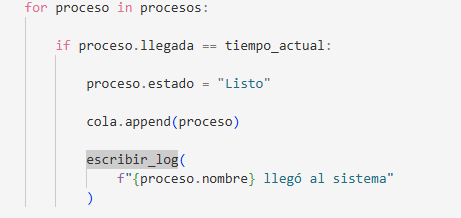 for proceso in procesos:
if proceso.llegada == tiempo_actual:
proceso.estado = "Listo"
cola.append(proceso)
escribir_log(
f"{proceso.nombre} llegó al sistema"
)